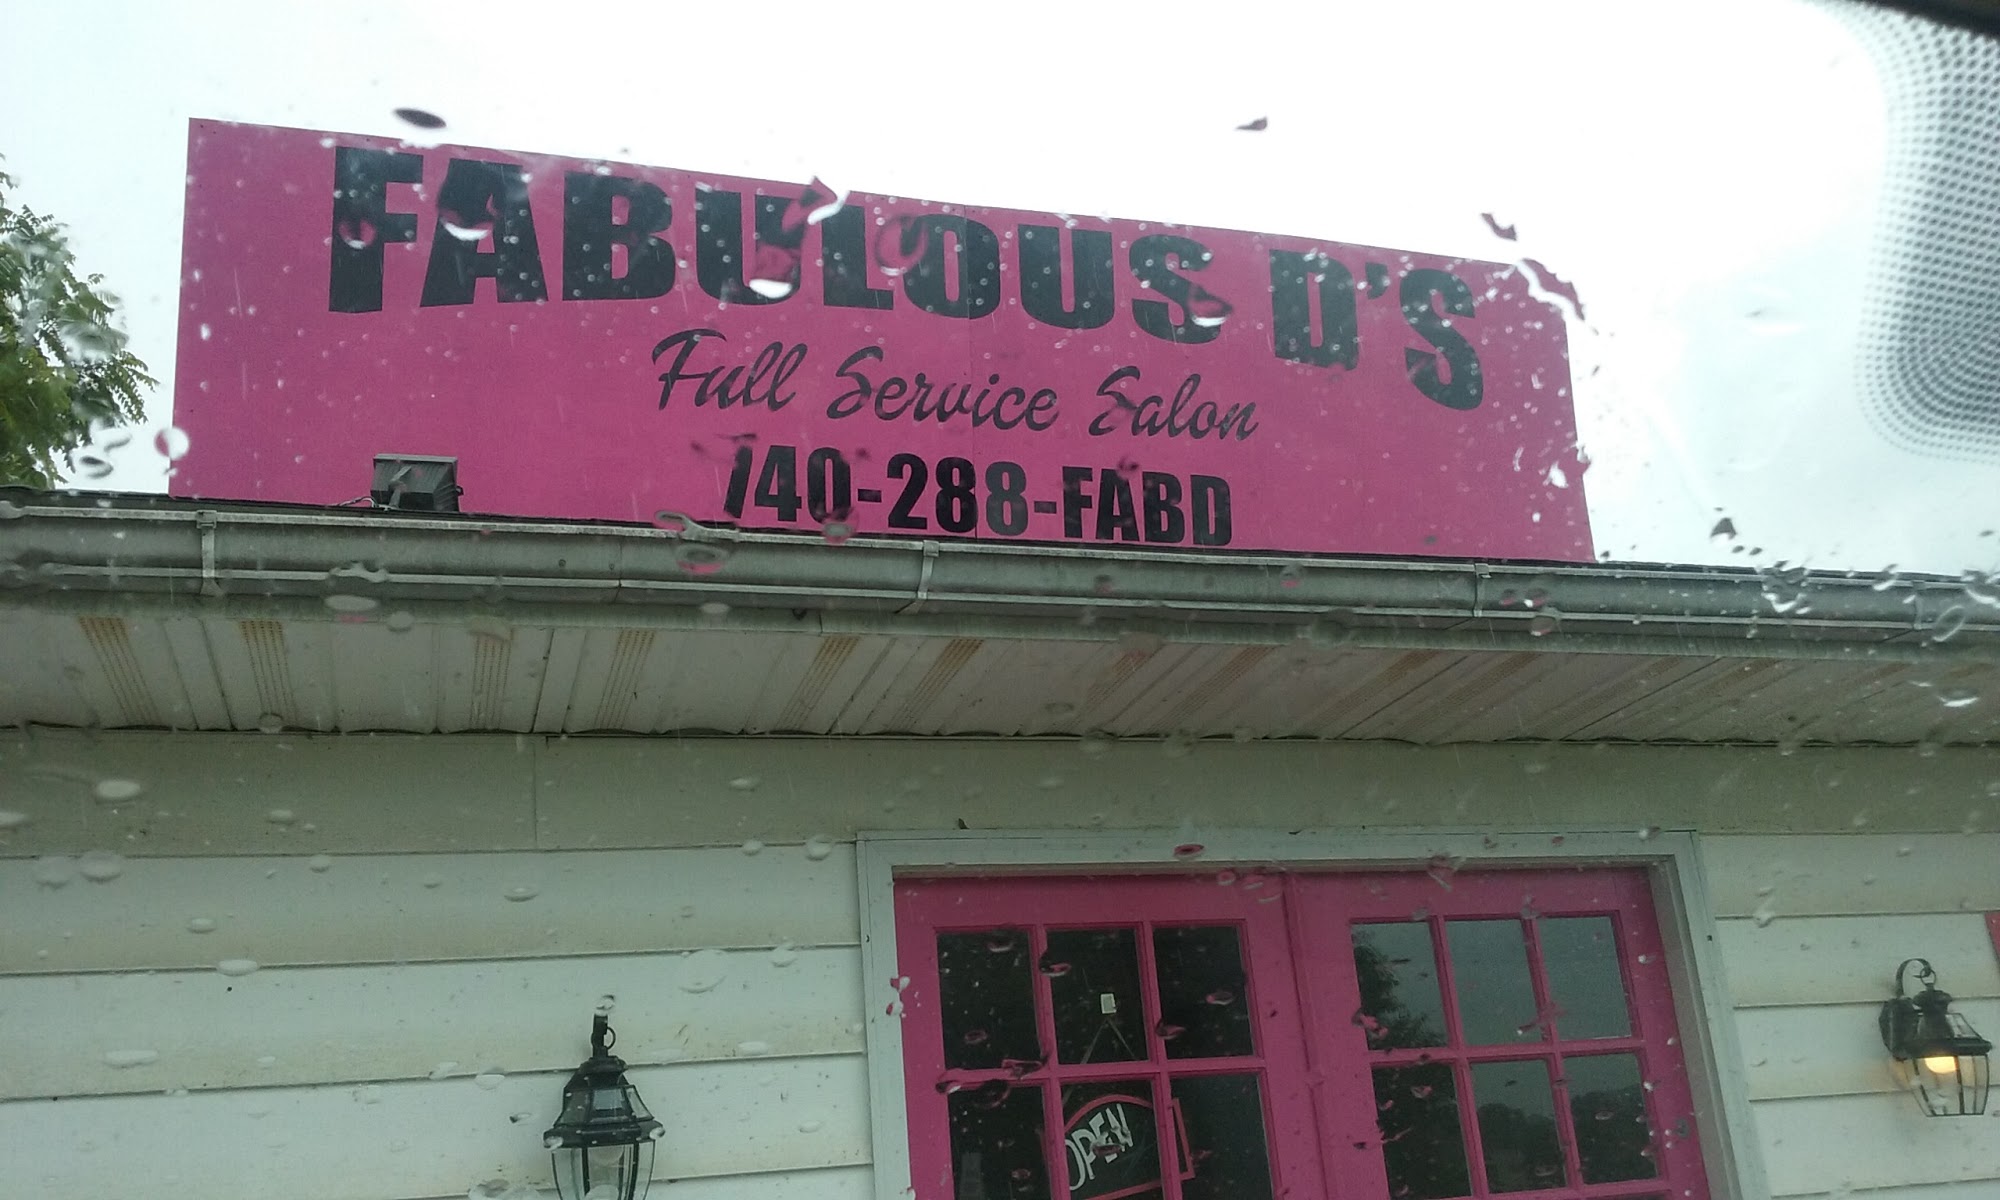 FABULOUS D'S
Full Service Salon
740-288-FABD
OPEN